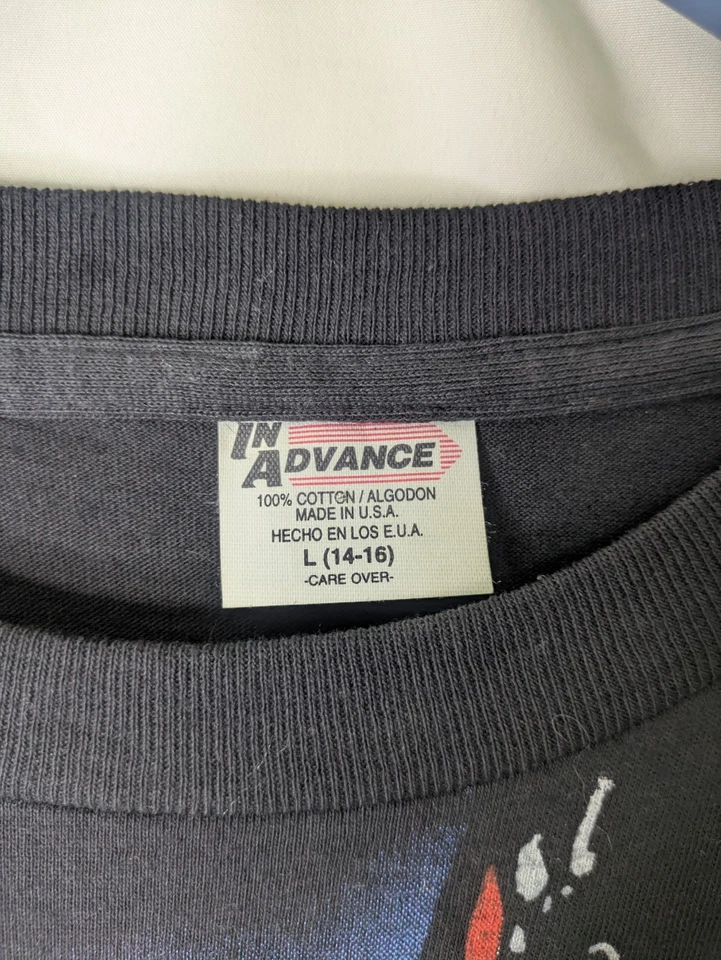 IN
ADVANCE
100% COTTON / ALGODON
MADE IN U.S.A.
HECHO EN LOS E.U.A.
L (14-16)
-CARE OVER-